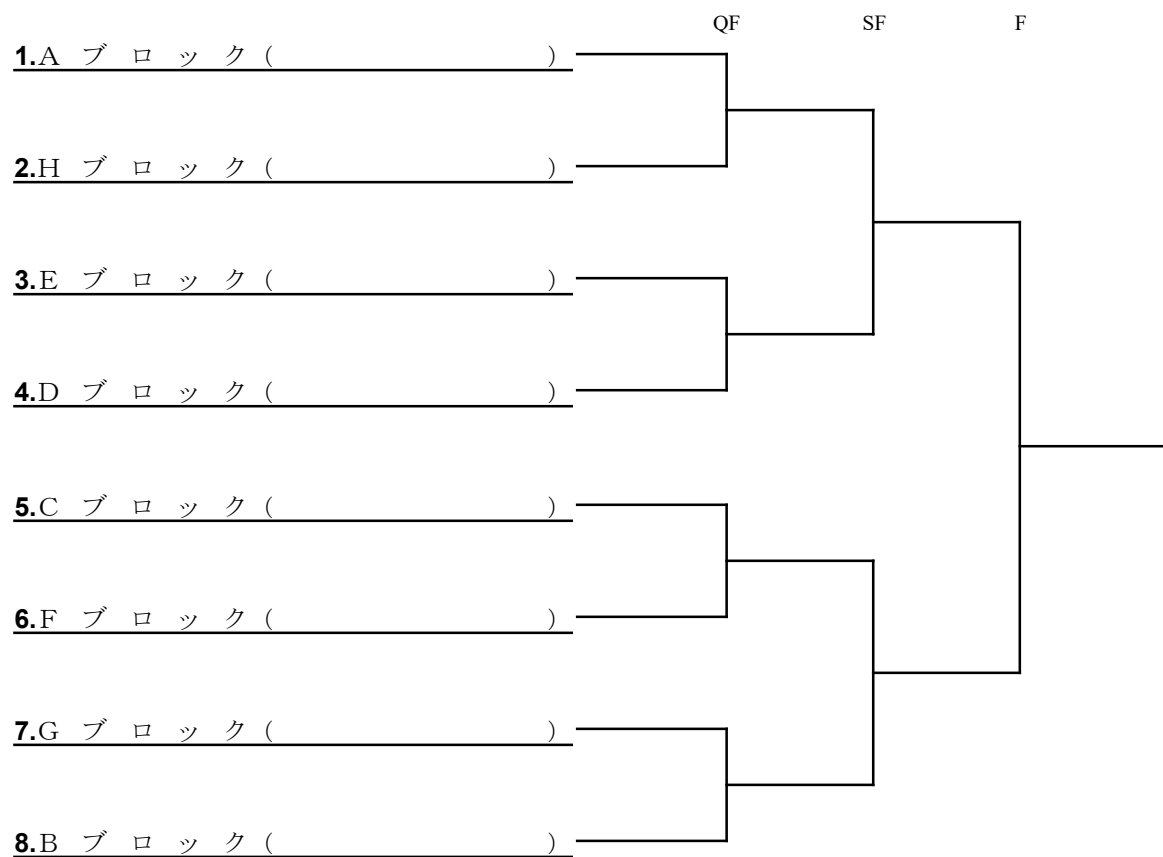 QF SF F
1.A ブ ロ ッ ク ( )
2.H ブ ロ ッ ク ( )
3.E ブ ロ ッ ク ( )
4.D ブ ロ ッ ク ( )
5.C ブ ロ ッ ク ( )
6.F ブ ロ ッ ク ( )
7.G ブ ロ ッ ク ( )
8.B ブ ロ ッ ク ( )